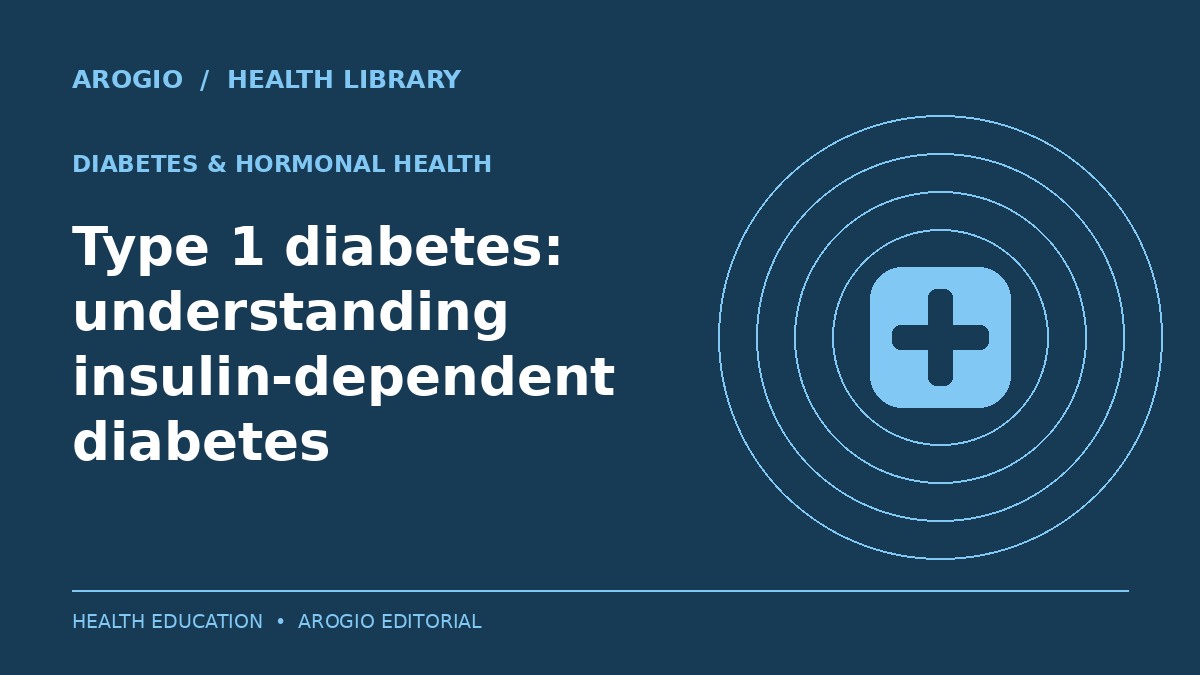 AROGIO / HEALTH LIBRARY
DIABETES & HORMONAL HEALTH
Type 1 diabetes:
understanding
insulin-dependent
diabetes
HEALTH EDUCATION • AROGIO EDITORIAL